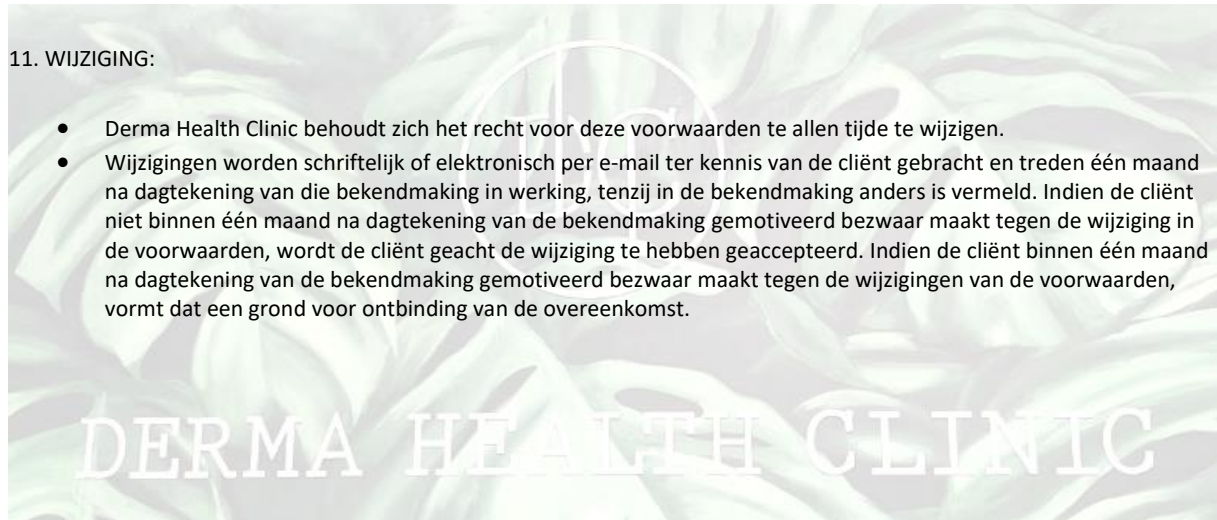 11. WIJZIGING:
• Derma Health Clinic behoudt zich het recht voor deze voorwaarden te allen tijde te wijzigen.
• Wijzigingen worden schriftelijk of elektronisch per e-mail ter kennis van de cliënt gebracht en treden één maand
na dagtekening van die bekendmaking in werking, tenzij in de bekendmaking anders is vermeld. Indien de cliënt
niet binnen één maand na dagtekening van de bekendmaking gemotiveerd bezwaar maakt tegen de wijziging in
de voorwaarden, wordt de cliënt geacht de wijziging te hebben geaccepteerd. Indien de cliënt binnen één maand
na dagtekening van de bekendmaking gemotiveerd bezwaar maakt tegen de wijzigingen van de voorwaarden,
vormt dat een grond voor ontbinding van de overeenkomst.
DERMA HEALTH CLINIC